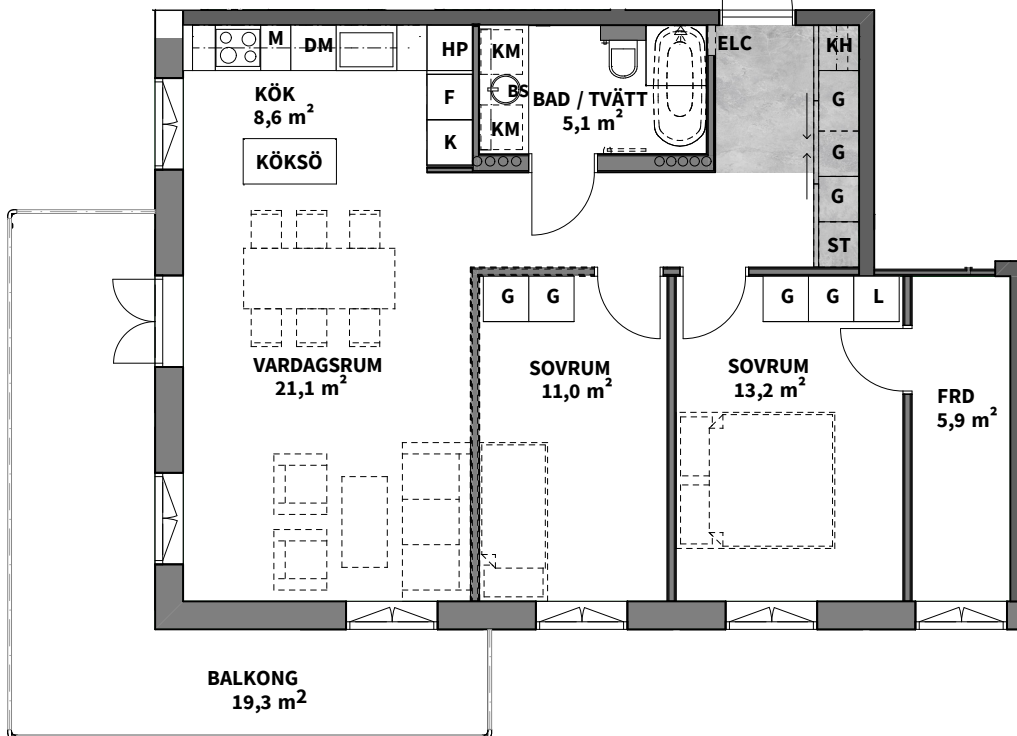 M
DM
HP
KM
ELC
KH
KÖK
8,6 m²
F
BS
BAD / TVÄTT
5,1 m²
G
KÖKSÖ
K
KM
G
G
ST
G
G
G
G
L
VARDAGSRUM
21,1 m²
SOVRUM
11,0 m²
SOVRUM
13,2 m²
FRD
5,9 m²
BALKONG
19,3 m²